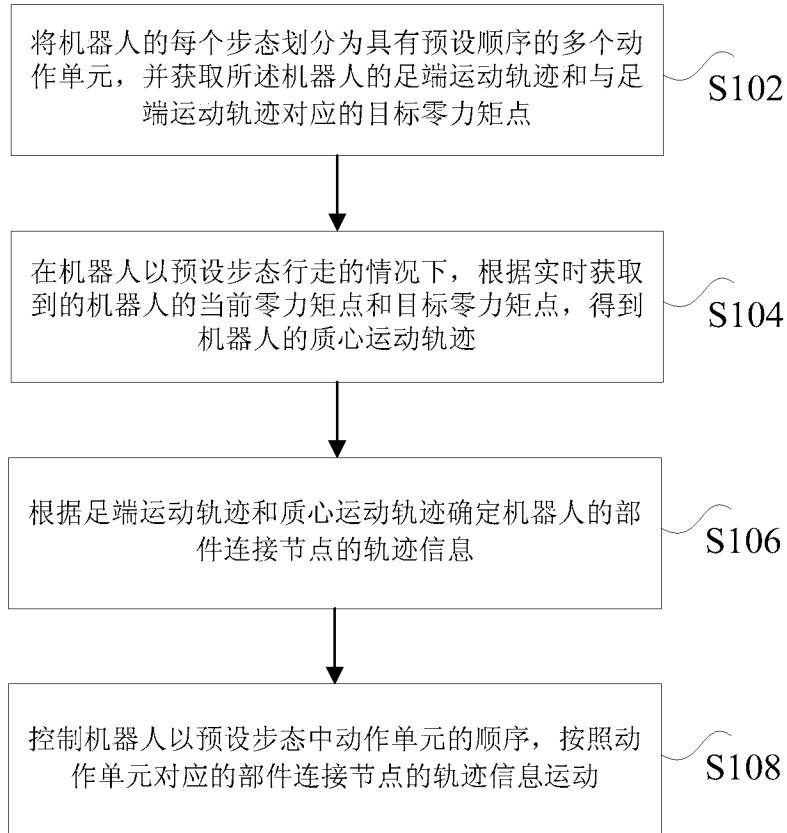 将机器人的每个步态划分为具有预设顺序的多个动
作单元，并获取所述机器人的足端运动轨迹和与足
端运动轨迹对应的目标零力矩点
S102
在机器人以预设步态行走的情况下，根据实时获取
到的机器人的当前零力矩点和目标零力矩点，得到
机器人的质心运动轨迹
S104
根据足端运动轨迹和质心运动轨迹确定机器人的部
件连接节点的轨迹信息
S106
控制机器人以预设步态中动作单元的顺序，按照动
作单元对应的部件连接节点的轨迹信息运动
S108